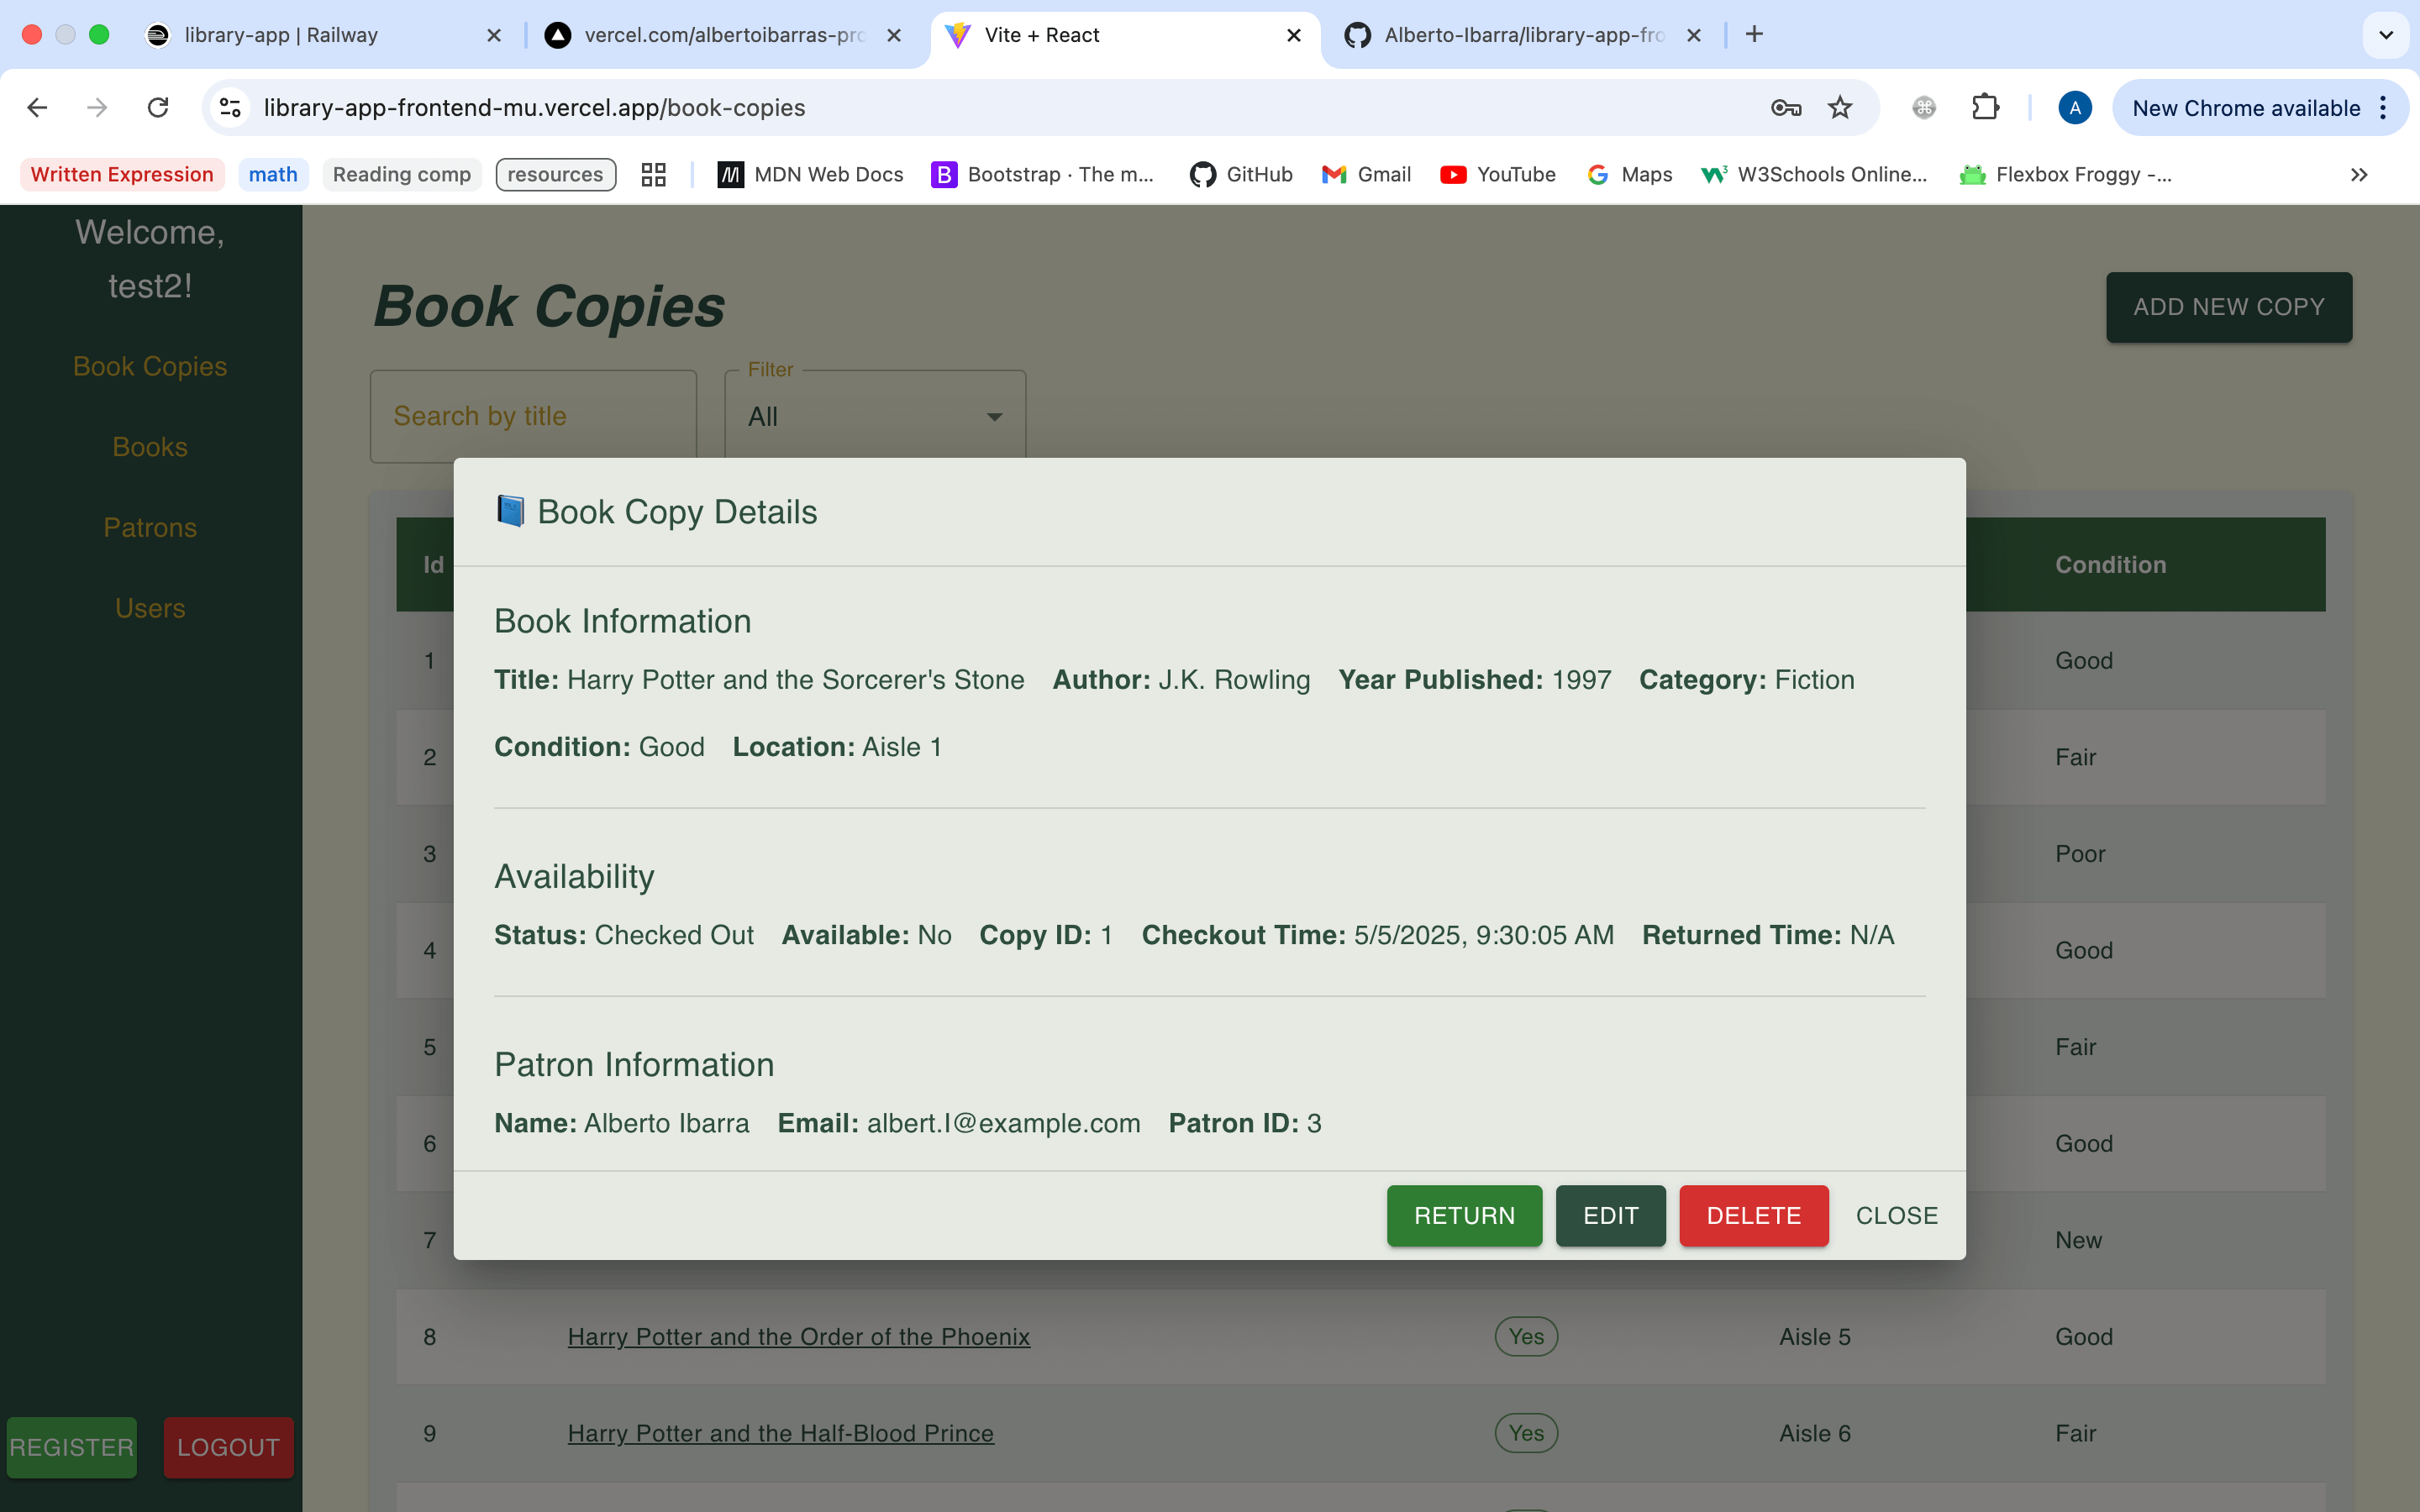 library-app | Railway
vercel.com/albertoibarras-pro
Vite + React
Alberto-Ibarra/library-app-fro
library-app-frontend-mu.vercel.app/book-copies
A
New Chrome available
Written Expression
math
Reading comp
resources
MDN Web Docs
Bootstrap · The m...
GitHub
Gmail
YouTube
Maps
W3Schools Online...
Flexbox Froggy -...
Welcome,
test2!
Book Copies
Books
Patrons
Users
REGISTER
LOGOUT
Book Copies
ADD NEW COPY
Search by title
Filter
All
Id
Condition
1
Good
2
Fair
3
Poor
4
Good
5
Fair
6
Good
7
New
8 Harry Potter and the Order of the Phoenix Yes Aisle 5 Good
9 Harry Potter and the Half-Blood Prince Yes Aisle 6 Fair
Book Copy Details
Book Information
Title: Harry Potter and the Sorcerer's Stone Author: J.K. Rowling Year Published: 1997 Category: Fiction
Condition: Good Location: Aisle 1
Availability
Status: Checked Out Available: No Copy ID: 1 Checkout Time: 5/5/2025, 9:30:05 AM Returned Time: N/A
Patron Information
Name: Alberto Ibarra Email: albert.I@example.com Patron ID: 3
RETURN
EDIT
DELETE
CLOSE